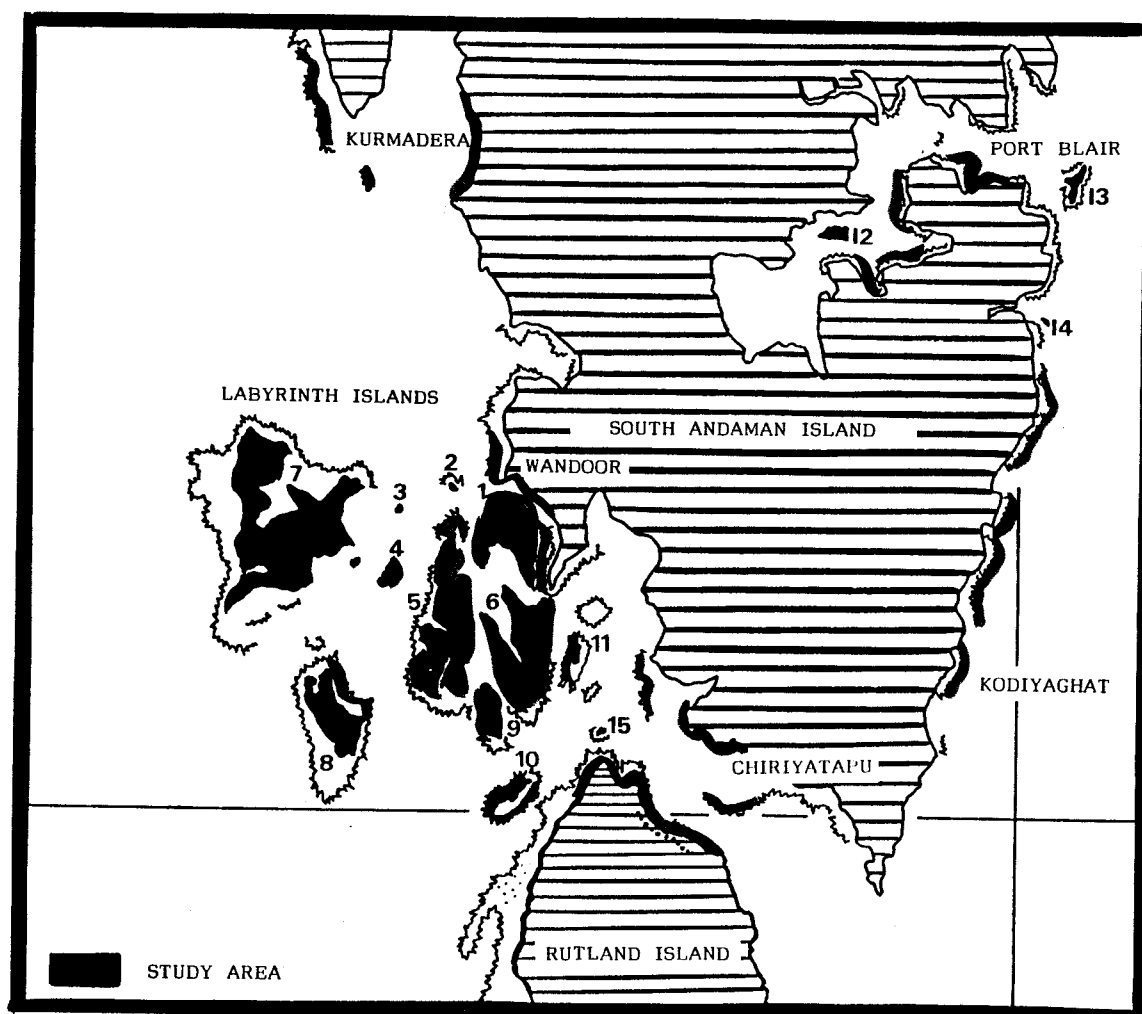 KURMADERA
PORT BLAIR
13
12
14
LABYRINTH ISLANDS
SOUTH ANDAMAN ISLAND
WANDOOR
2
7
3
1
4
5
6
11
KODIYAGHAT
9
15
8
10
CHIRIYATAPU
RUTLAND ISLAND
STUDY AREA